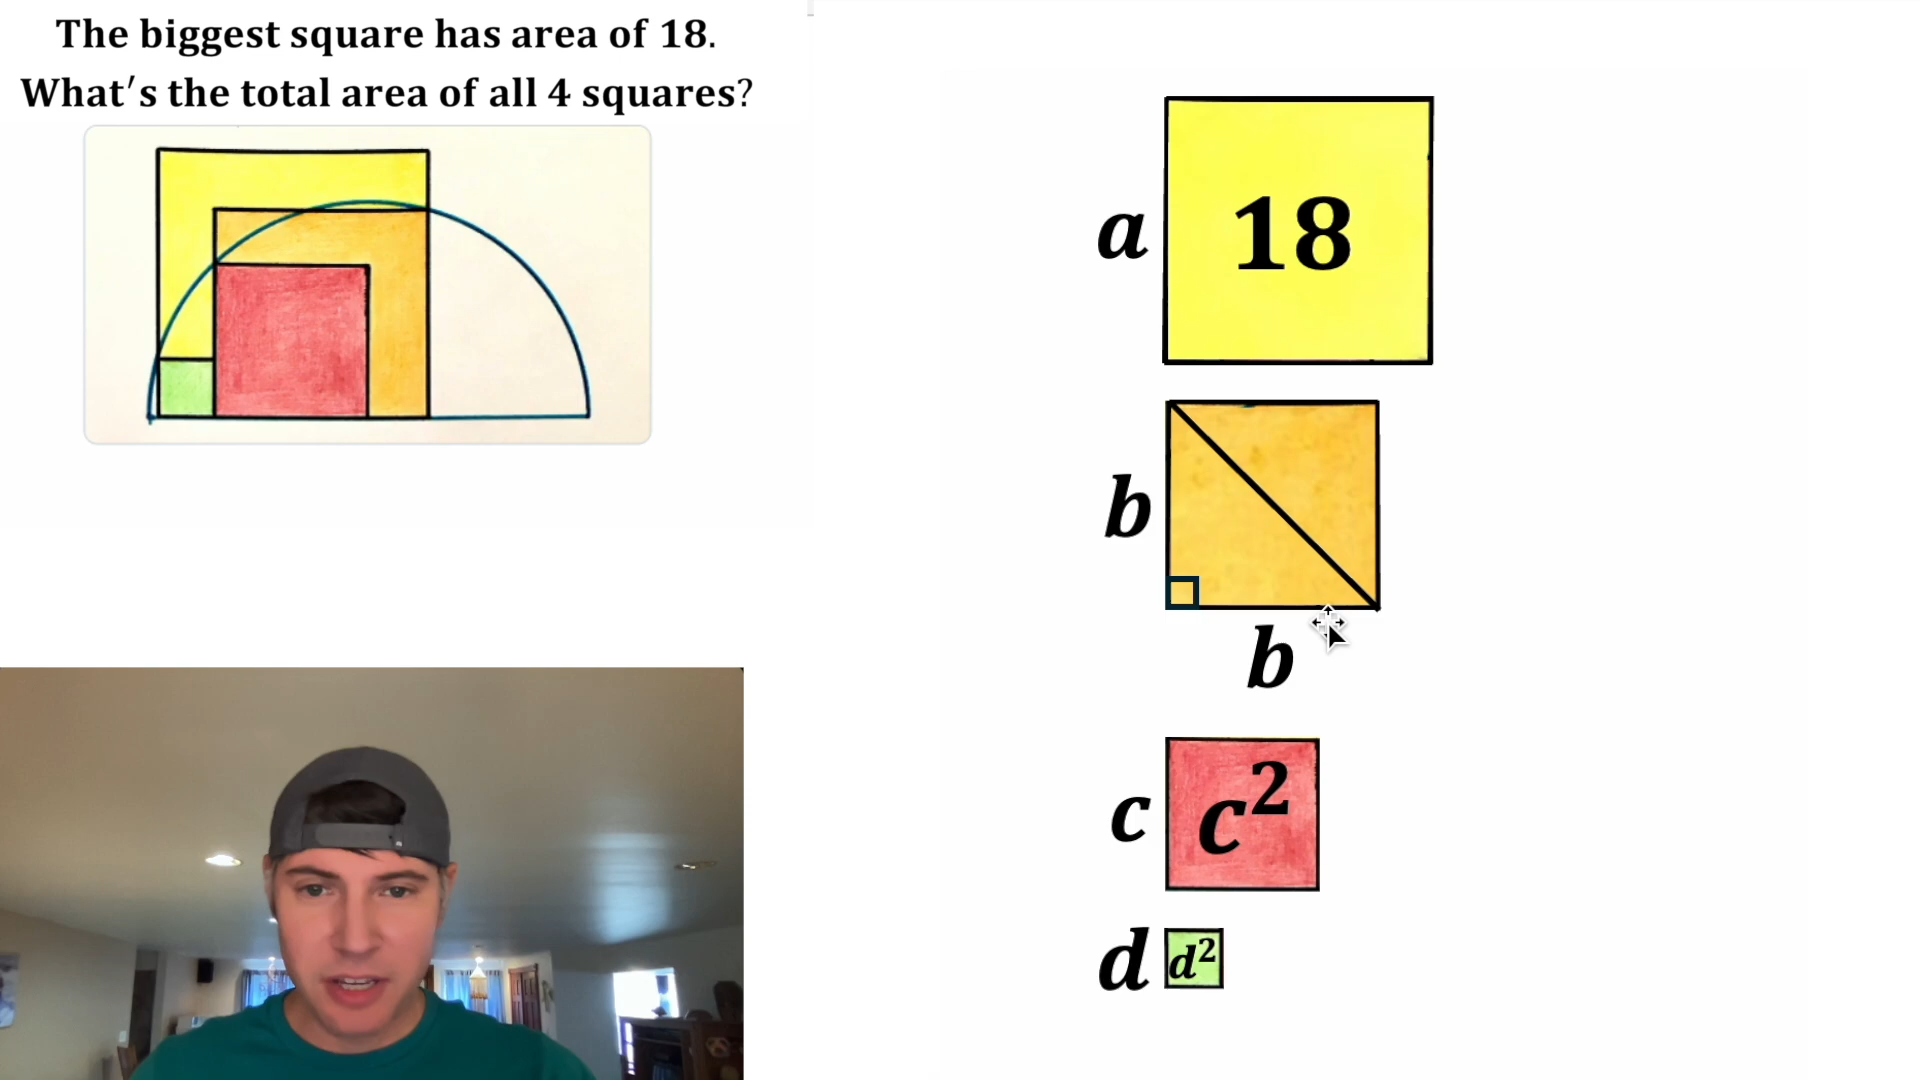 The biggest square has area of 18.
What's the total area of all 4 squares?
a
18
b
b
c
c²
d
d²